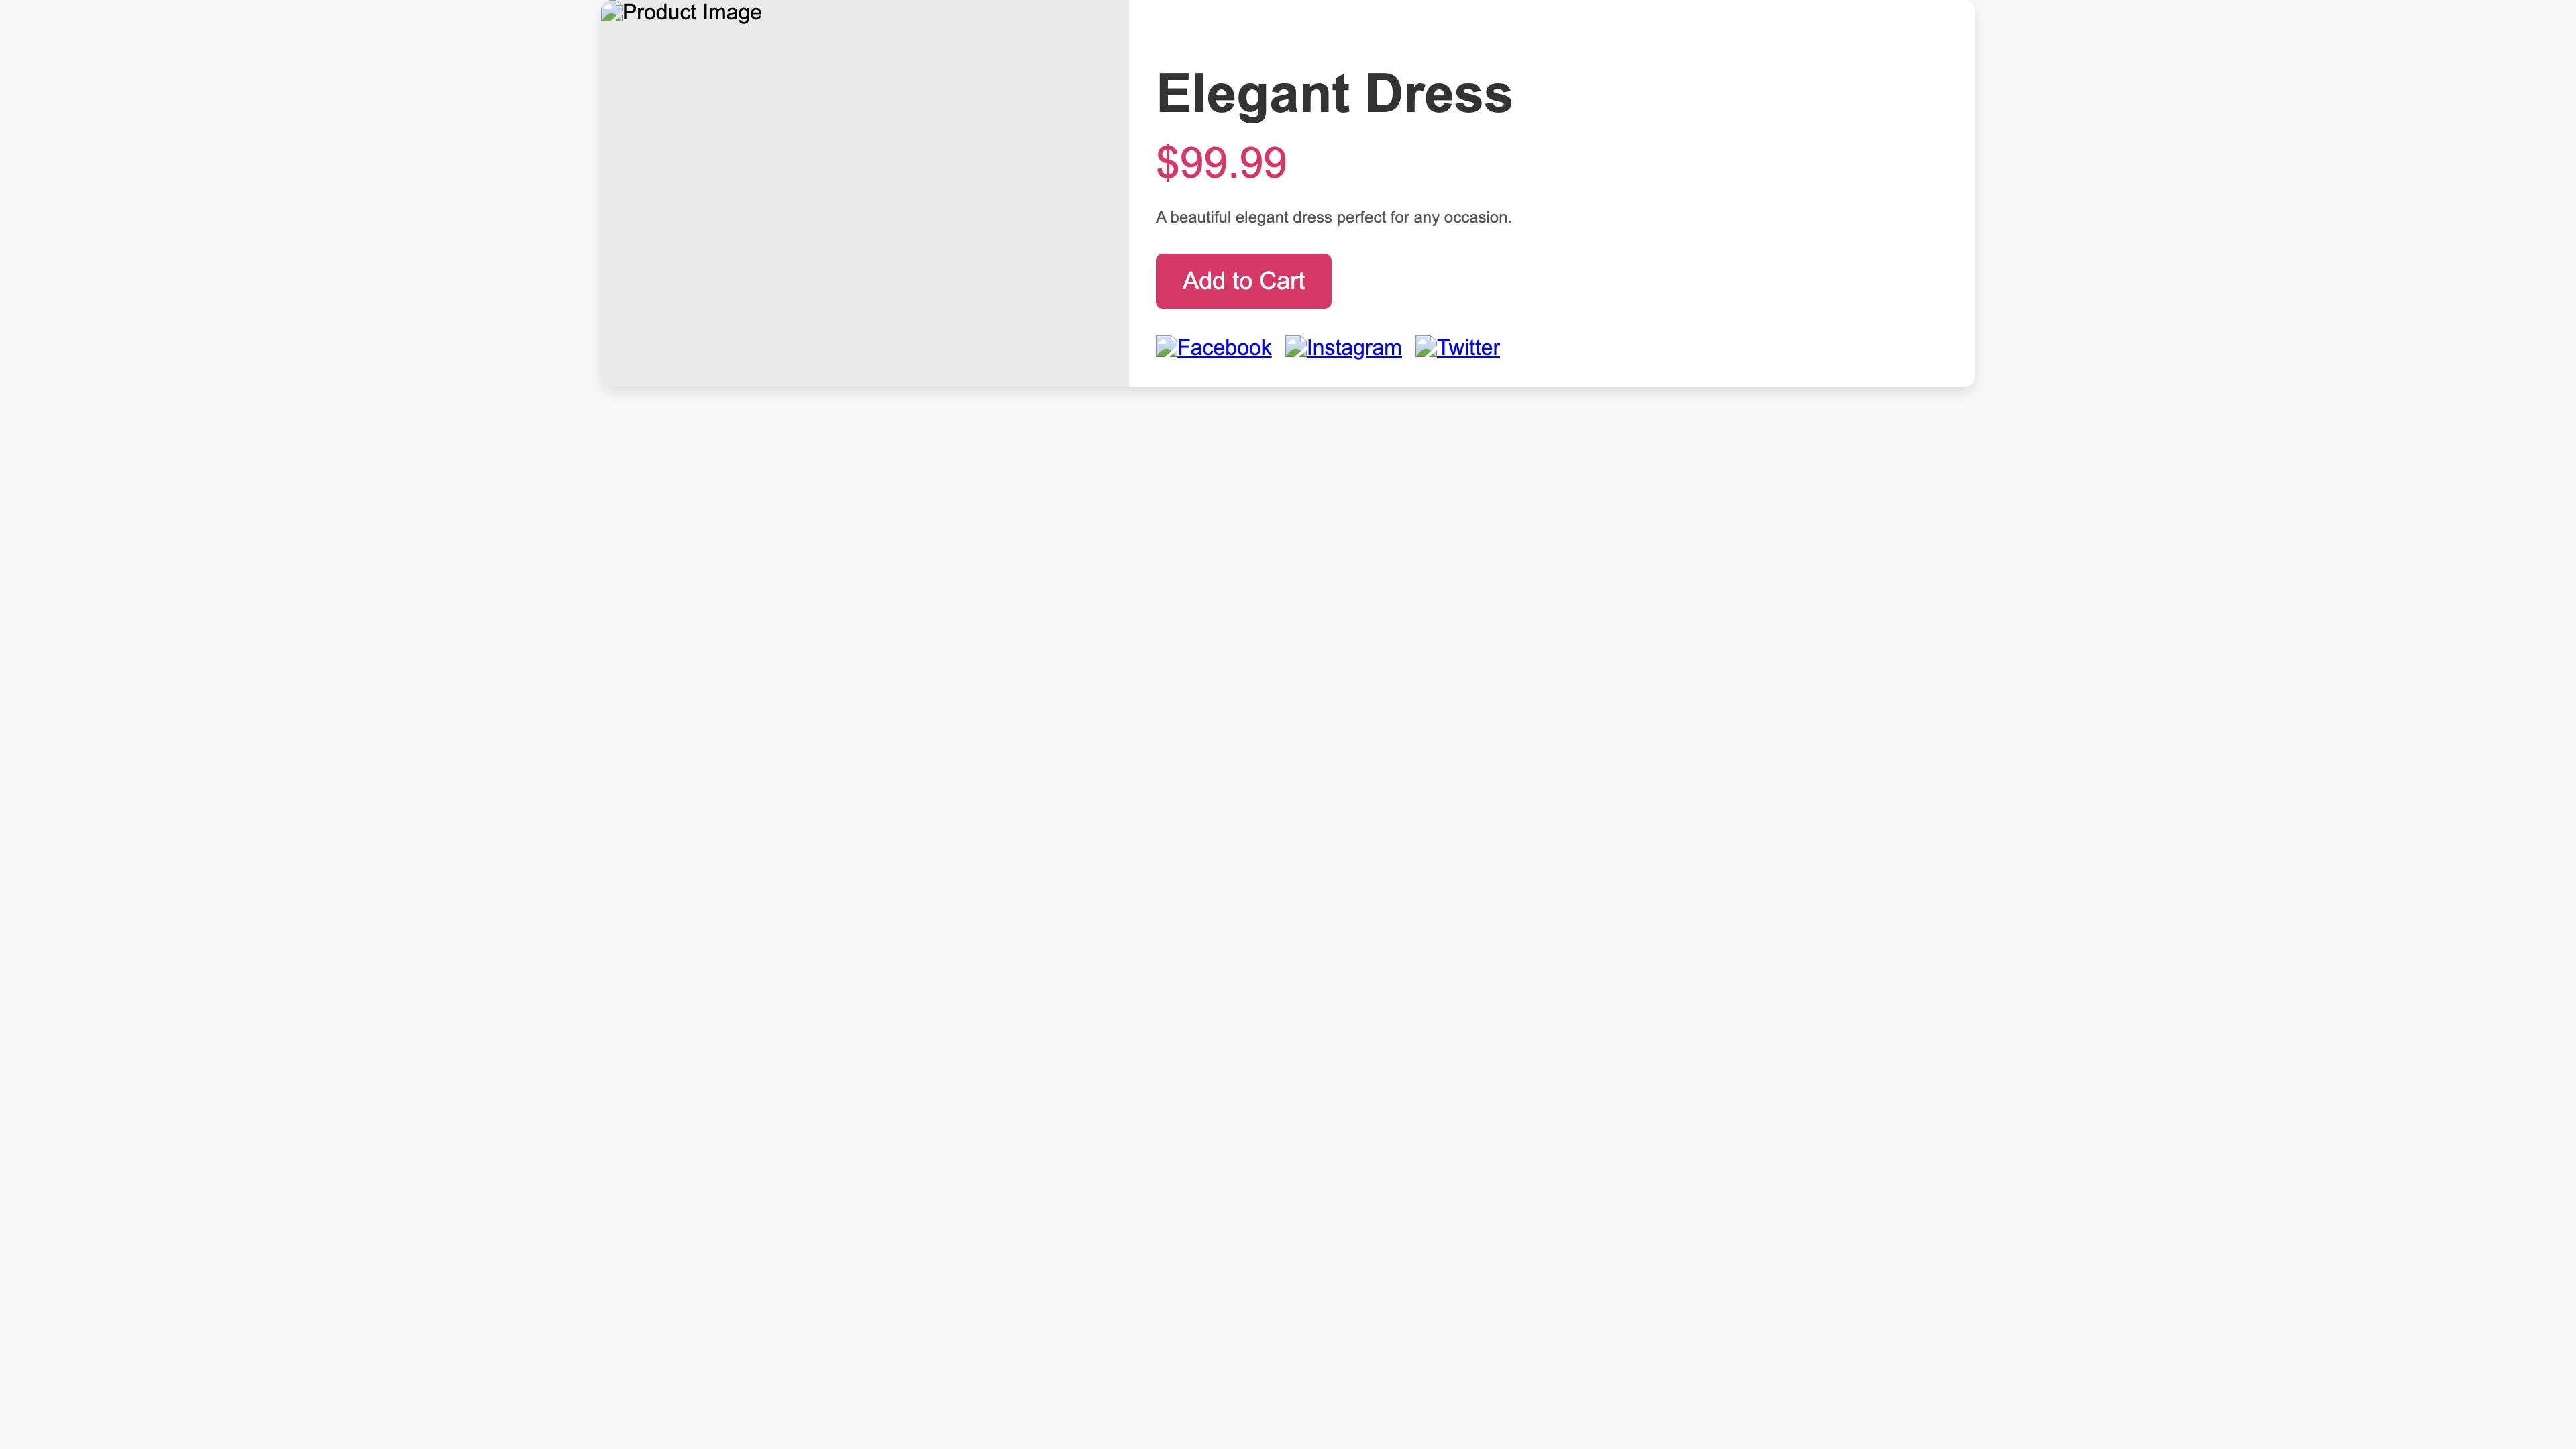 Product Image
Elegant Dress
$99.99
A beautiful elegant dress perfect for any occasion.
Add to Cart
Facebook Instagram Twitter